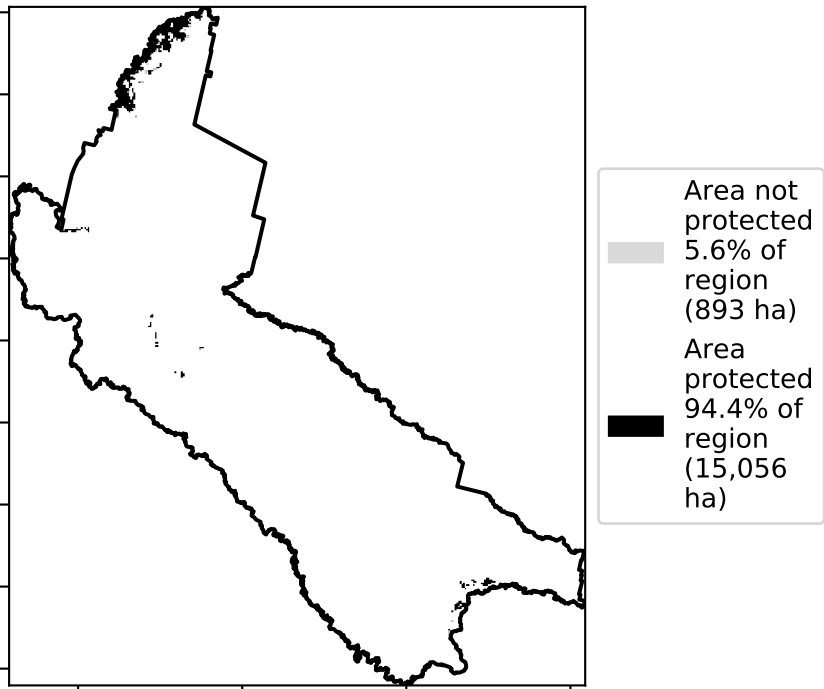 Area not
protected
5.6% of
region
(893 ha)
Area
protected
94.4% of
region
(15,056
ha)